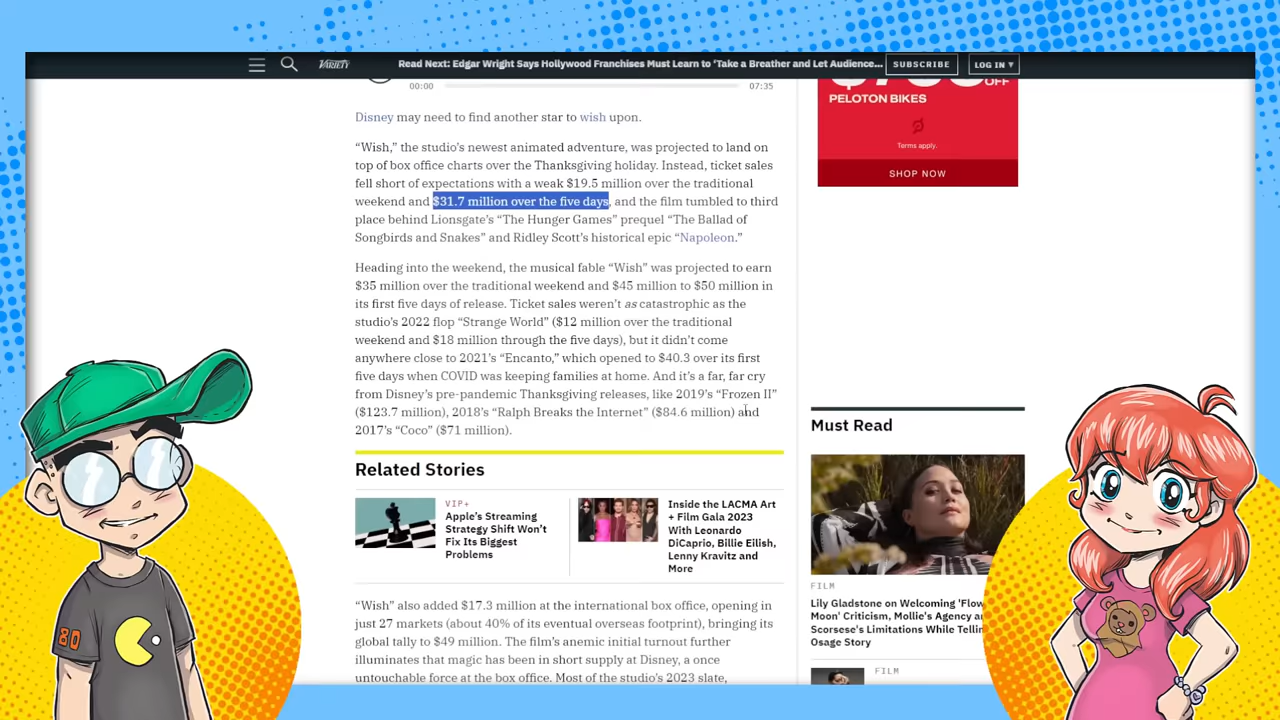 VARIETY
Read Next: Edgar Wright Says Hollywood Franchises Must Learn to ‘Take a Breather and Let Audience...
SUBSCRIBE
LOG IN
00:00
07:35
Disney may need to find another star to wish upon.
“Wish,” the studio’s newest animated adventure, was projected to land on
top of box office charts over the Thanksgiving holiday. Instead, ticket sales
fell short of expectations with a weak $19.5 million over the traditional
weekend and $31.7 million over the five days, and the film tumbled to third
place behind Lionsgate’s “The Hunger Games” prequel “The Ballad of
Songbirds and Snakes” and Ridley Scott’s historical epic “Napoleon.”
Heading into the weekend, the musical fable “Wish” was projected to earn
$35 million over the traditional weekend and $45 million to $50 million in
its first five days of release. Ticket sales weren’t as catastrophic as the
studio’s 2022 flop “Strange World” ($12 million over the traditional
weekend and $18 million through the five days), but it didn’t come
anywhere close to 2021’s “Encanto,” which opened to $40.3 over its first
five days when COVID was keeping families at home. And it’s a far, far cry
from Disney’s pre-pandemic Thanksgiving releases, like 2019’s “Frozen II”
($123.7 million), 2018’s “Ralph Breaks the Internet” ($84.6 million) and
2017’s “Coco” ($71 million).
Related Stories
VIP+
Apple’s Streaming
Strategy Shift Won’t
Fix Its Biggest
Problems
Inside the LACMA Art
+ Film Gala 2023
With Leonardo
DiCaprio, Billie Eilish,
Lenny Kravitz and
More
“Wish” also added $17.3 million at the international box office, opening in
just 27 markets (about 40% of its eventual overseas footprint), bringing its
global tally to $49 million. The film’s anemic initial turnout further
illuminates that magic has been in short supply at Disney, a once
untouchable force at the box office. Most of the studio’s 2023 slate,
OFF
PELOTON BIKES
Terms apply.
SHOP NOW
Must Read
FILM
Lily Gladstone on Welcoming ‘Flow
Moon’ Criticism, Mollie’s Agency a
Scorsese’s Limitations While Tellin
Osage Story
FILM
80